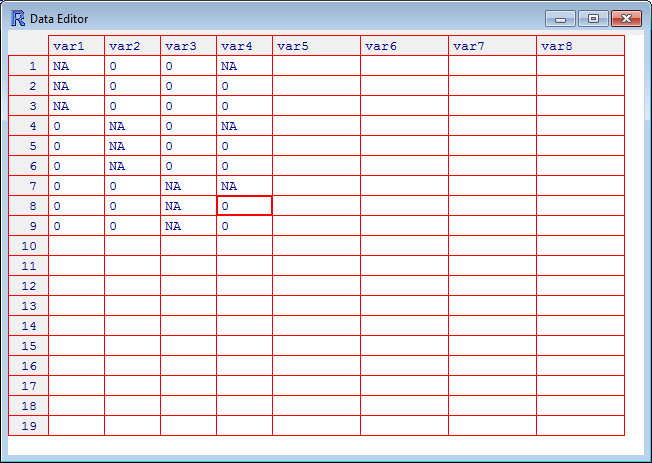 R Data Editor
var1 var2 var3 var4 var5 var6 var7 var8
1 NA 0 0 NA
2 NA 0 0 0
3 NA 0 0 0
4 0 NA 0 NA
5 0 NA 0 0
6 0 NA 0 0
7 0 0 NA NA
8 0 0 NA 0
9 0 0 NA 0
10
11
12
13
14
15
16
17
18
19